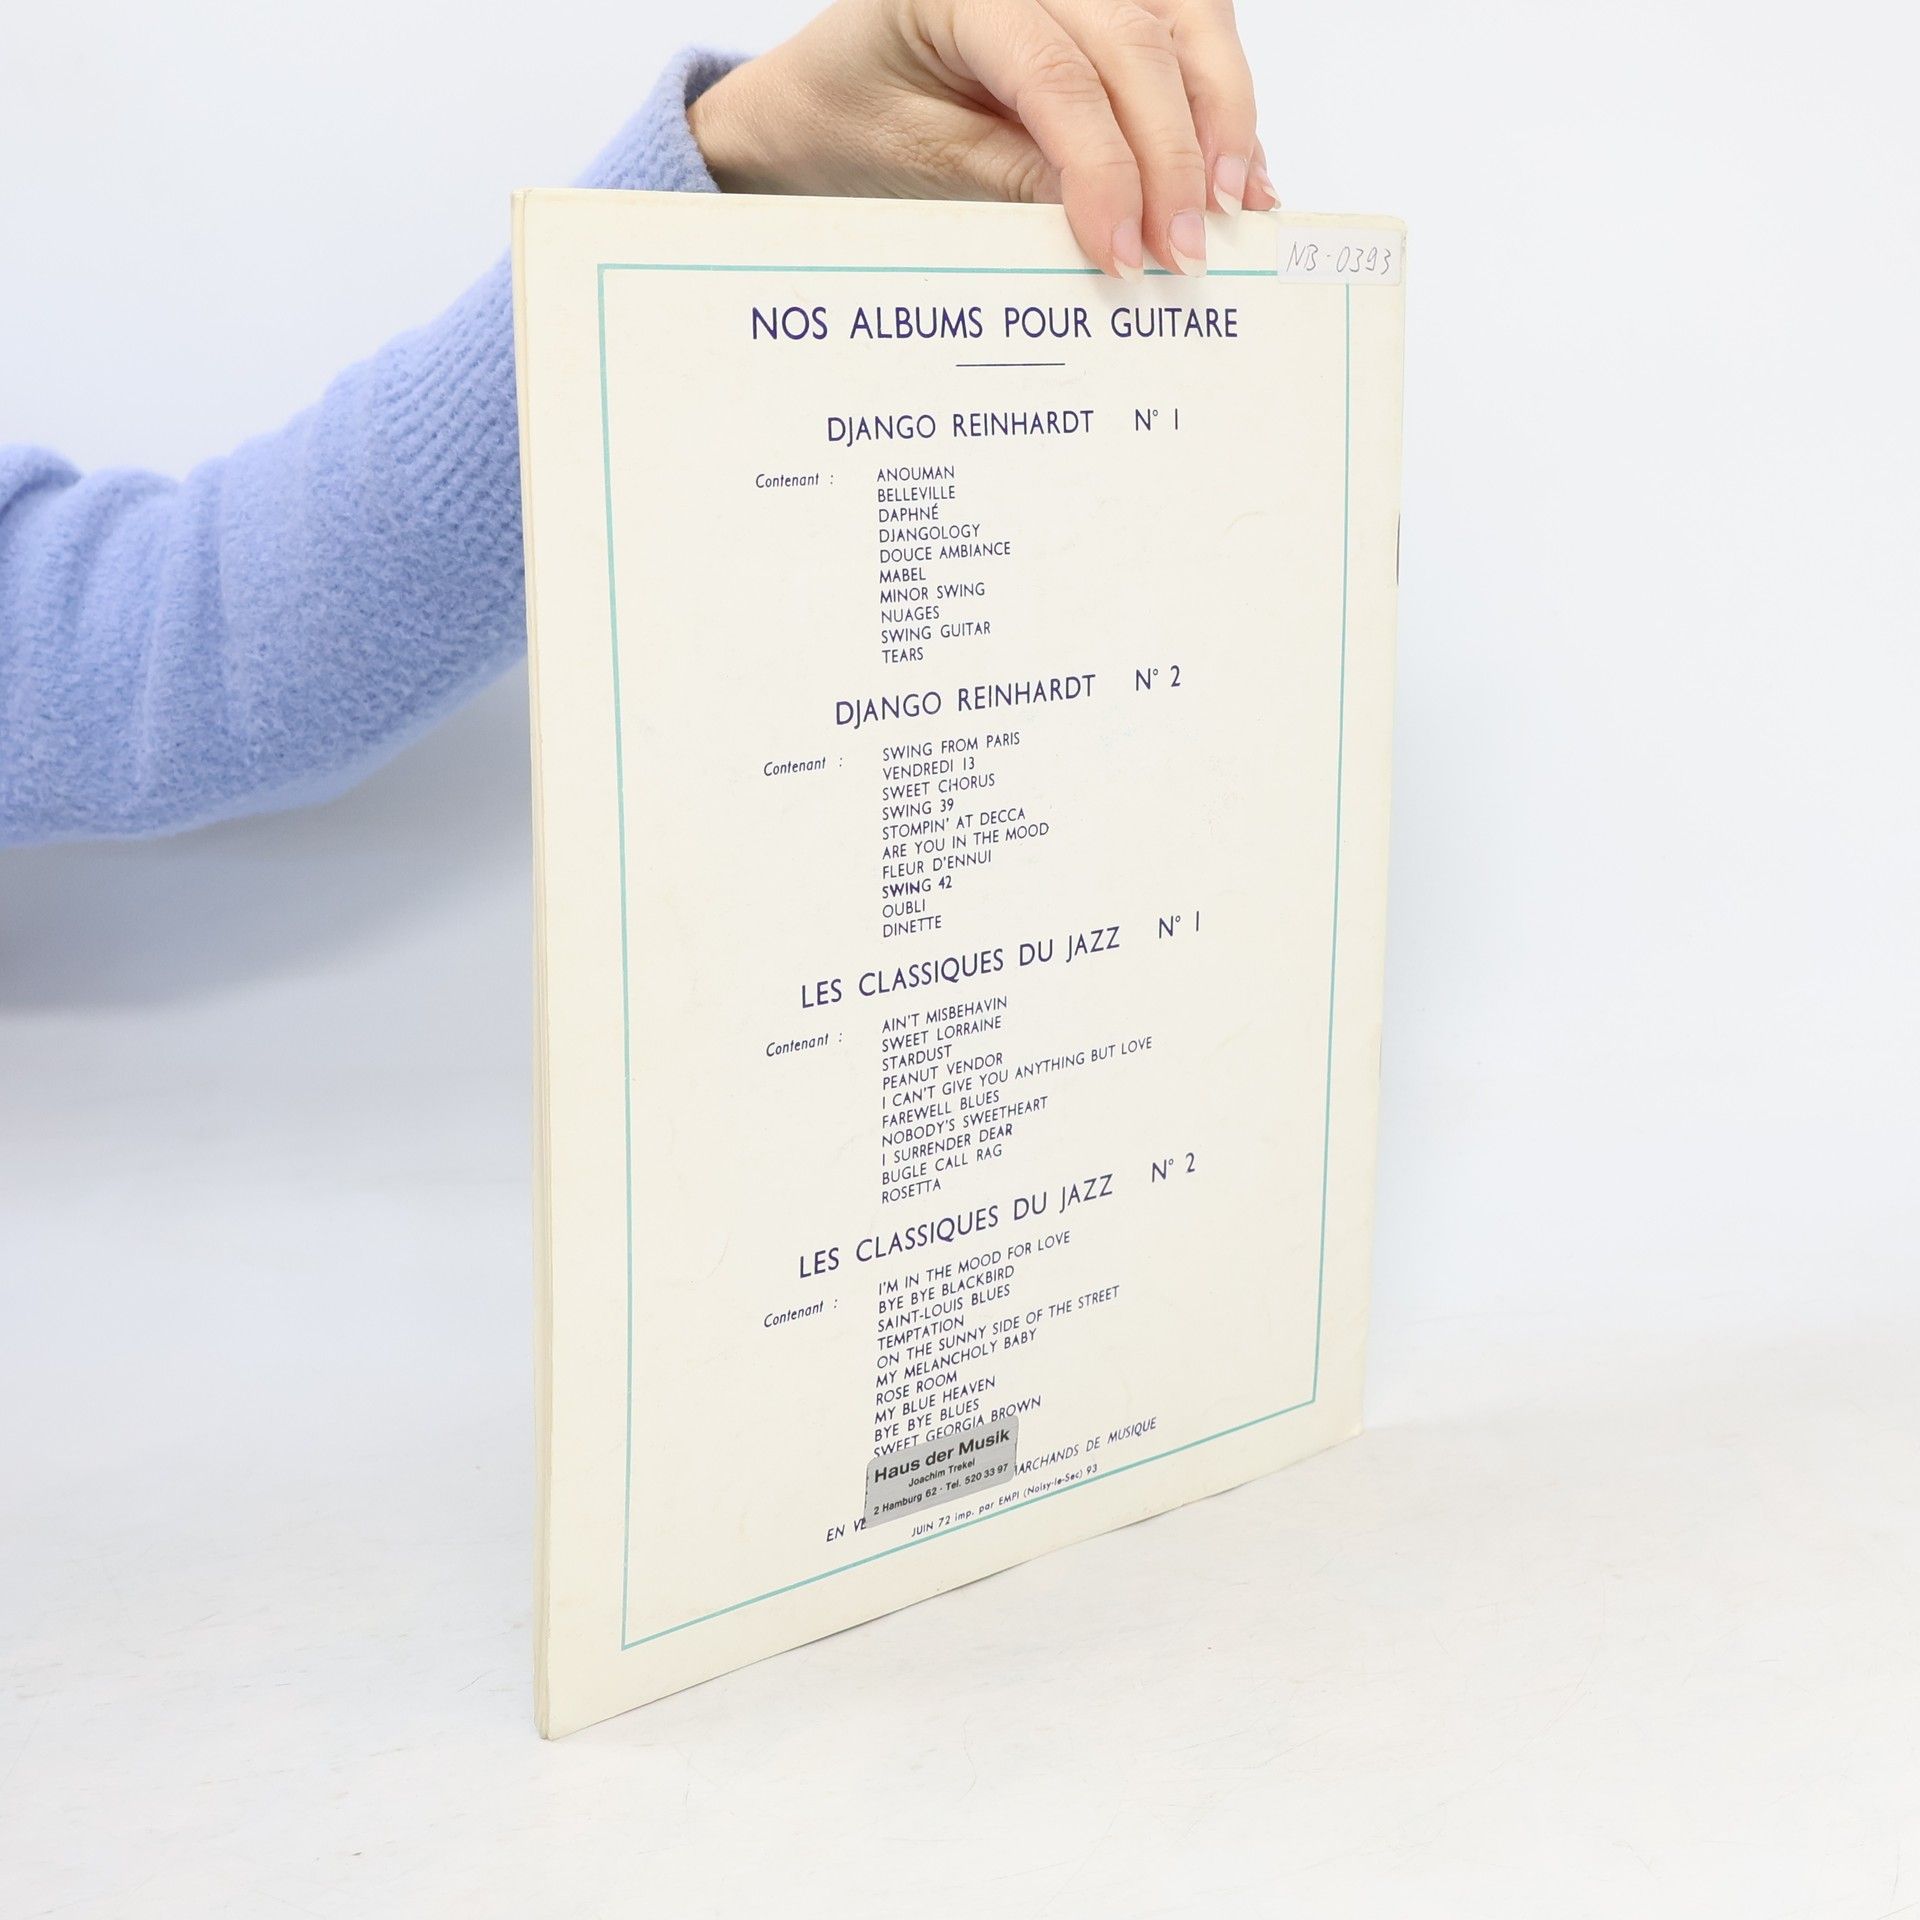 NB-0393
NOS ALBUMS POUR GUITARE
DJANGO REINHARDT N° 1
Contenant : ANOUMAN
BELLEVILLE
DAPHNÉ
DJANGOLOGY
DOUCE AMBIANCE
MABEL
MINOR SWING
NUAGES
SWING GUITAR
TEARS
DJANGO REINHARDT N° 2
Contenant : SWING FROM PARIS
VENDREDI 13
SWEET CHORUS
SWING 39
STOMPIN' AT DECCA
ARE YOU IN THE MOOD
FLEUR D'ENNUI
SWING 42
OUBLI
DINETTE
LES CLASSIQUES DU JAZZ N° 1
Contenant : AIN'T MISBEHAVIN
SWEET LORRAINE
STARDUST
PEANUT VENDOR
I CAN'T GIVE YOU ANYTHING BUT LOVE
FAREWELL BLUES
NOBODY'S SWEETHEART
I SURRENDER DEAR
BUGLE CALL RAG
ROSETTA
LES CLASSIQUES DU JAZZ N° 2
Contenant : I'M IN THE MOOD FOR LOVE
BYE BYE BLACKBIRD
SAINT-LOUIS BLUES
TEMPTATION
ON THE SUNNY SIDE OF THE STREET
MY MELANCHOLY BABY
ROSE ROOM
MY BLUE HEAVEN
BYE BYE BLUES
SWEET GEORGIA BROWN
Haus der Musik
Joachim Trekel
2 Hamburg 62 - Tel. 520 33 97
EN VE MARCHANDS DE MUSIQUE
JUIN 72 imp. par EMPI (Noisy-le-Sec) 93